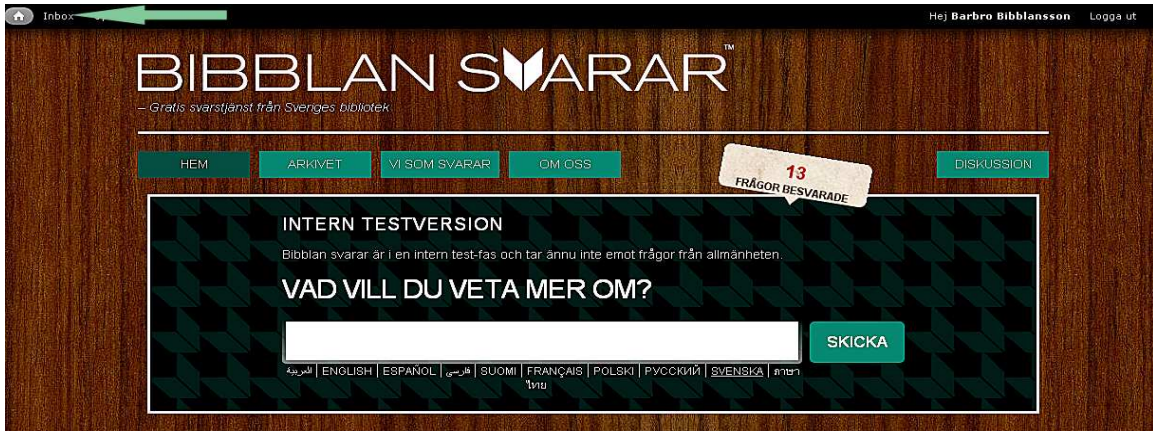 Inbox
Hej Barbro Bibblansson Logga ut
BIBBLAN SVARAR™
– Gratis svarstjänst från Sveriges bibliotek
HEM ARKIVET VI SOM SVARAR OM OSS
13
FRÅGOR BESVARADE
DISKUSSION
INTERN TESTVERSION
Bibblan svarar är i en intern test-fas och tar ännu inte emot frågor från allmänheten.
VAD VILL DU VETA MER OM?
SKICKA
العربية | ENGLISH | ESPAÑOL | فارسی | SUOMI | FRANÇAIS | POLSKI | РУССКИЙ | SVENSKA | ภาษา
ไทย